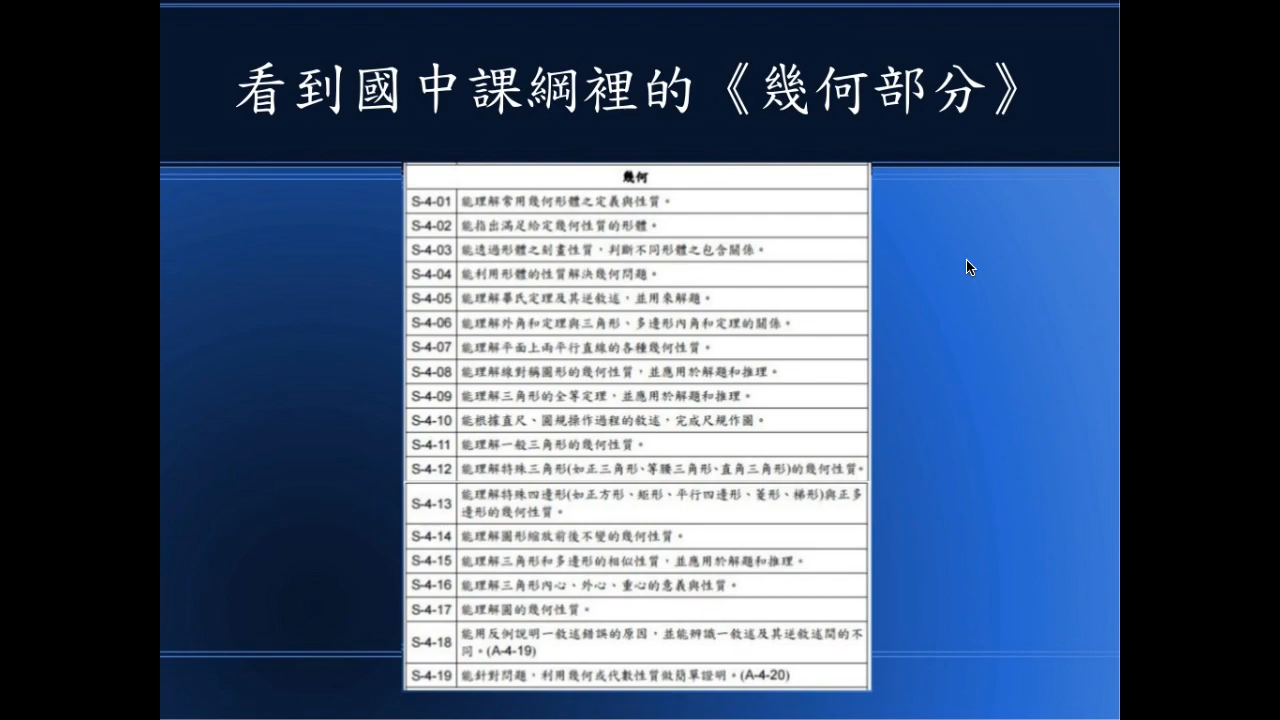 看到國中課綱裡的《幾何部分》
幾何
S-4-01 能理解常用幾何形體之定義與性質。
S-4-02 能指出滿足給定幾何性質的形體。
S-4-03 能透過形體之刻畫性質，判斷不同形體之包含關係。
S-4-04 能利用形體的性質解決幾何問題。
S-4-05 能理解畢氏定理及其逆敘述，並用來解題。
S-4-06 能理解外角和定理與三角形、多邊形內角和定理的關係。
S-4-07 能理解平面上兩平行直線的各種幾何性質。
S-4-08 能理解線對稱圖形的幾何性質，並應用於解題和推理。
S-4-09 能理解三角形的全等定理，並應用於解題和推理。
S-4-10 能根據直尺、圓規操作過程的敘述，完成尺規作圖。
S-4-11 能理解一般三角形的幾何性質。
S-4-12 能理解特殊三角形(如正三角形、等腰三角形、直角三角形)的幾何性質。
S-4-13 能理解特殊四邊形(如正方形、矩形、平行四邊形、菱形、梯形)與正多
邊形的幾何性質。
S-4-14 能理解圖形縮放前後不變的幾何性質。
S-4-15 能理解三角形和多邊形的相似性質，並應用於解題和推理。
S-4-16 能理解三角形內心、外心、重心的意義與性質。
S-4-17 能理解圓的幾何性質。
S-4-18 能用反例說明一敘述錯誤的原因，並能辨識一敘述及其逆敘述間的不
同。(A-4-19)
S-4-19 能針對問題，利用幾何或代數性質做簡單證明。(A-4-20)